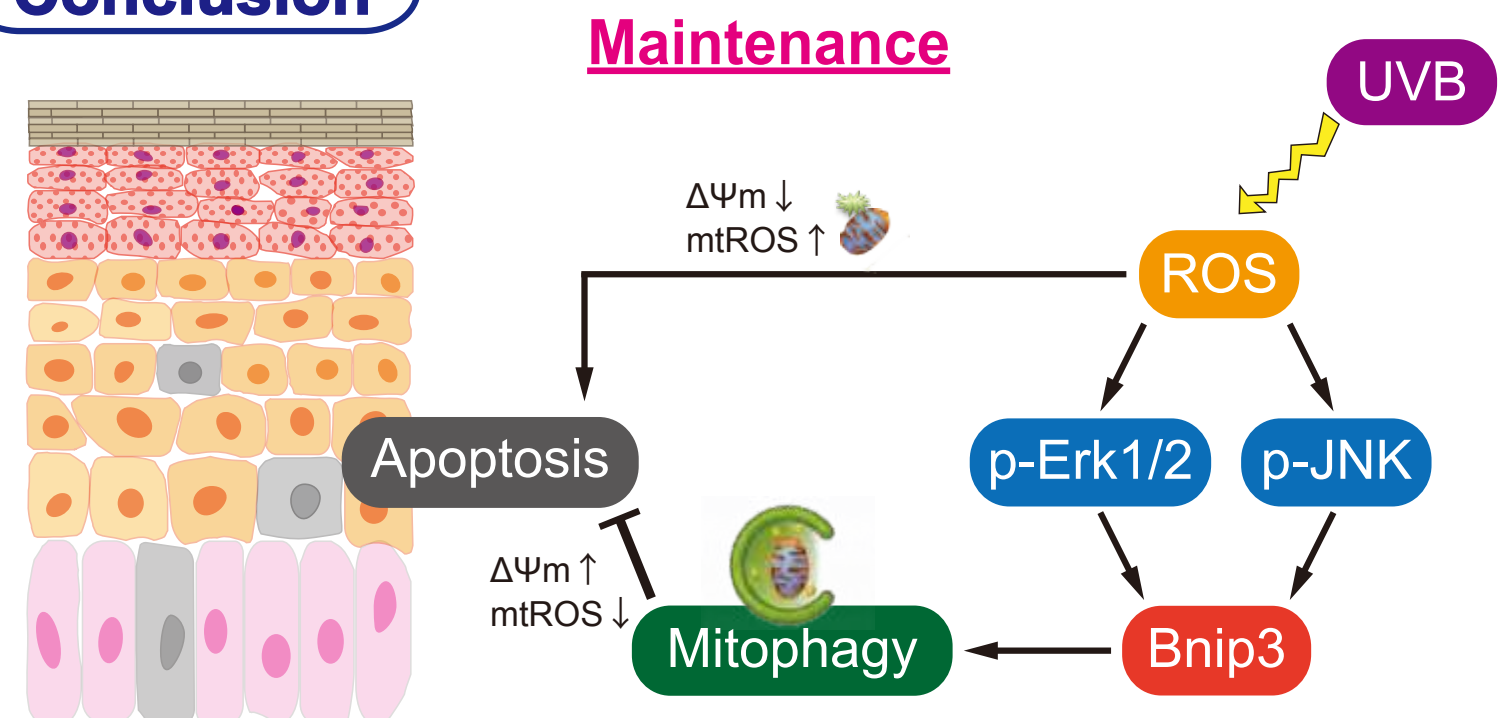 Conclusion
Maintenance
UVB
ΔΨm ↓
mtROS ↑
ROS
Apoptosis
p-Erk1/2
p-JNK
ΔΨm ↑
mtROS ↓
Mitophagy
Bnip3